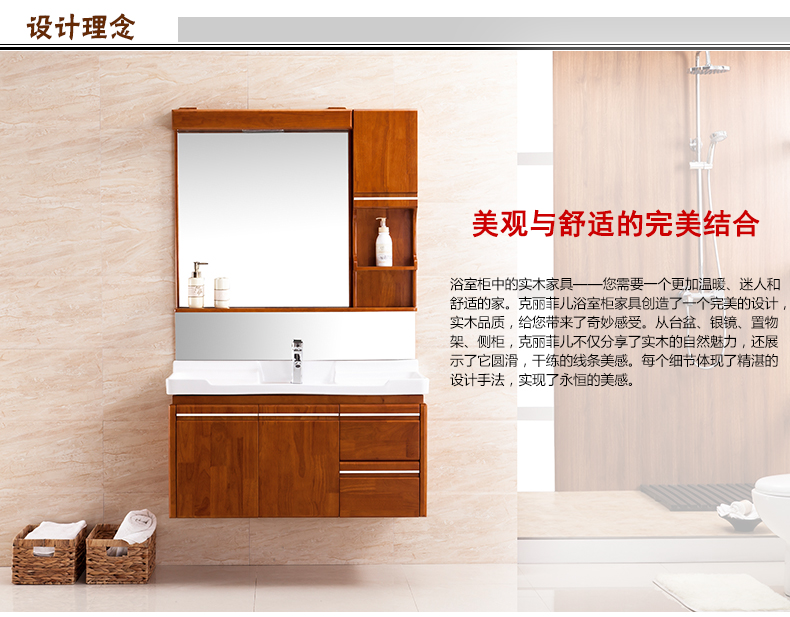 设计理念
美观与舒适的完美结合
浴室柜中的实木家具——您需要一个更加温暖、迷人和
舒适的家。克丽菲儿浴室柜家具创造了一个完美的设计，
实木品质，给您带来了奇妙感受。从台盆、银镜、置物
架、侧柜，克丽菲儿不仅分享了实木的自然魅力，还展
示了它圆滑，干练的线条美感。每个细节体现了精湛的
设计手法，实现了永恒的美感。